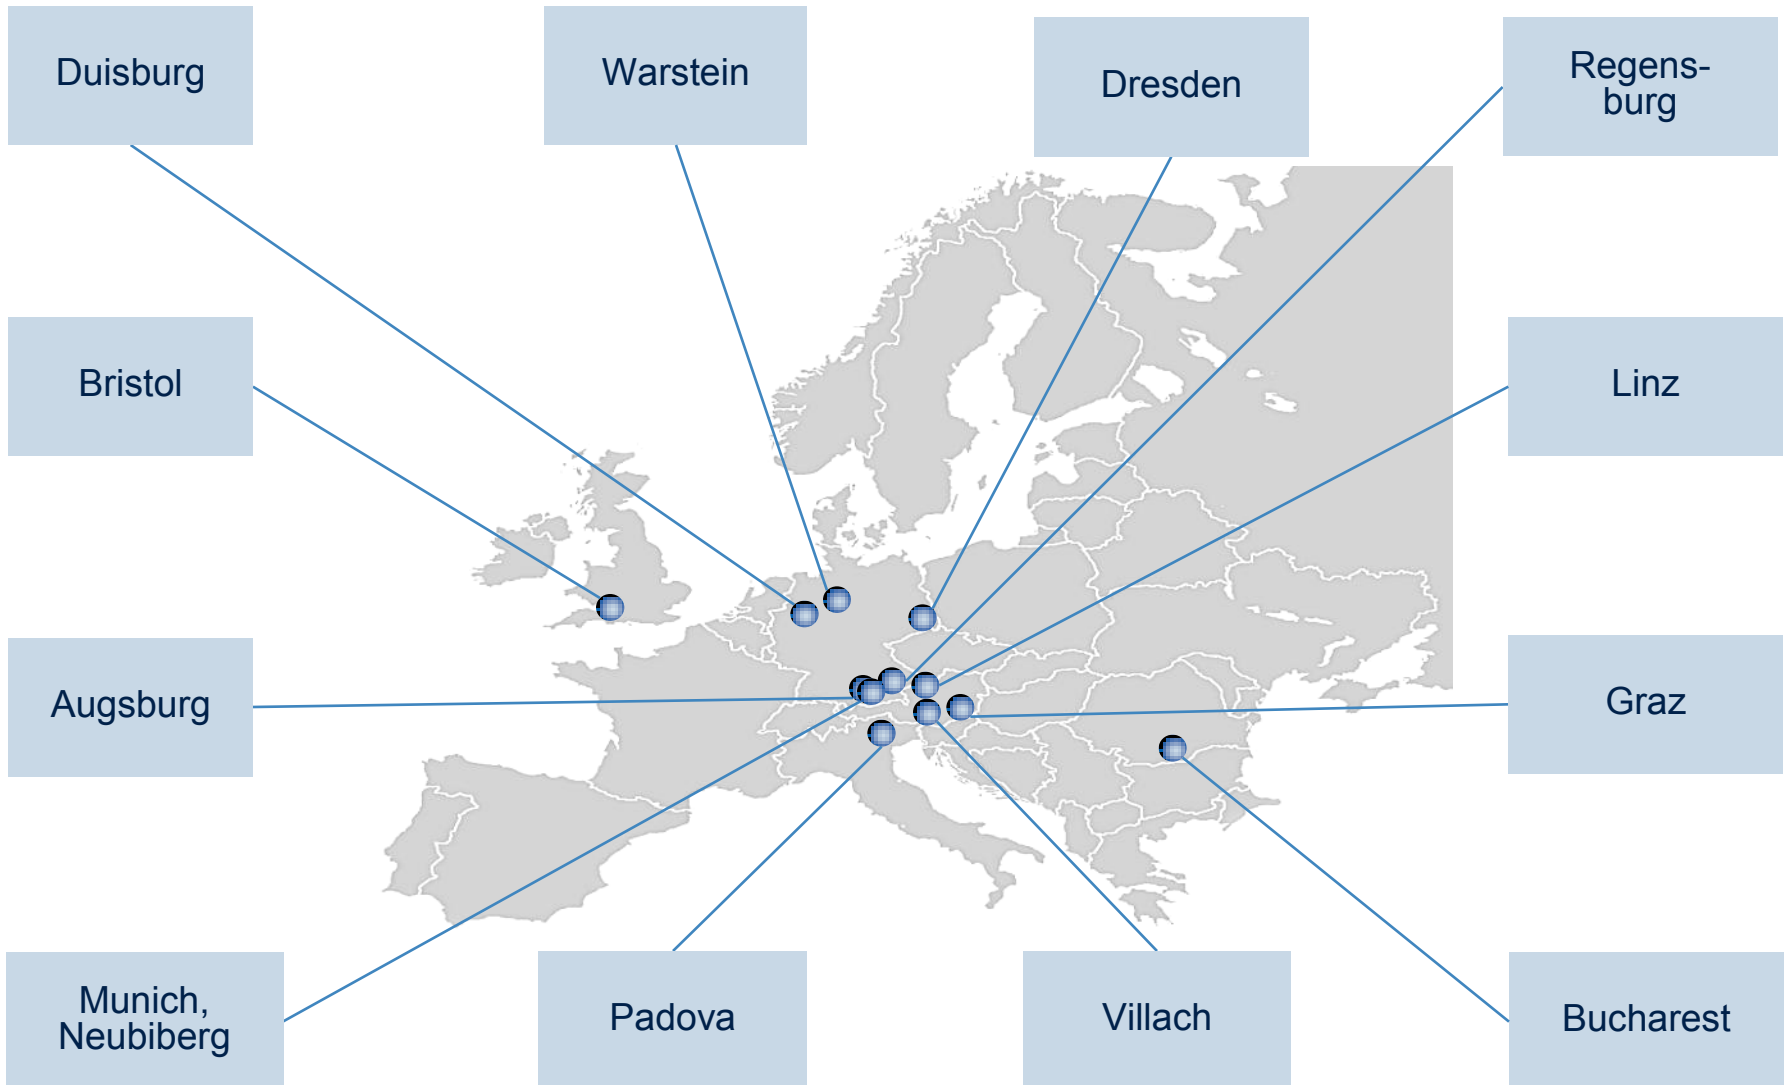 Duisburg
Warstein
Dresden
Regens-
burg
Bristol
Linz
Augsburg
Graz
Munich,
Neubiberg
Padova
Villach
Bucharest